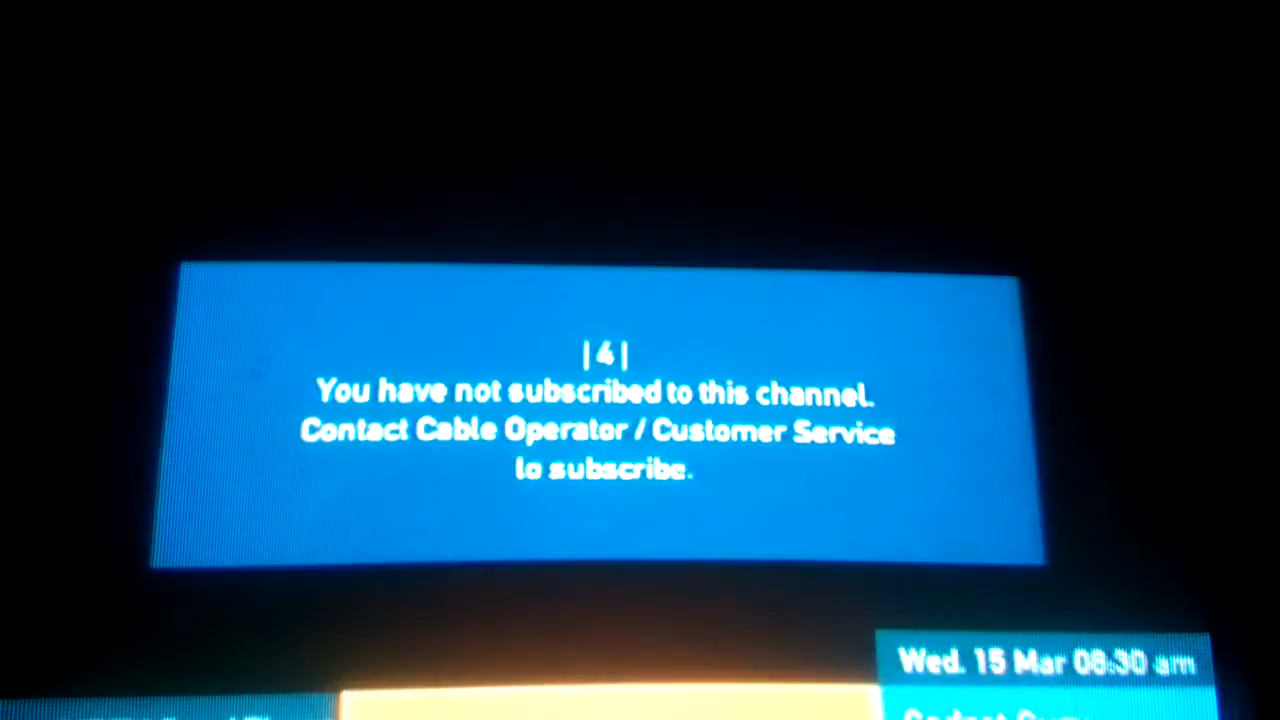 |4|
You have not subscribed to this channel.
Contact Cable Operator / Customer Service
to subscribe.
Wed. 15 Mar 08:30 am